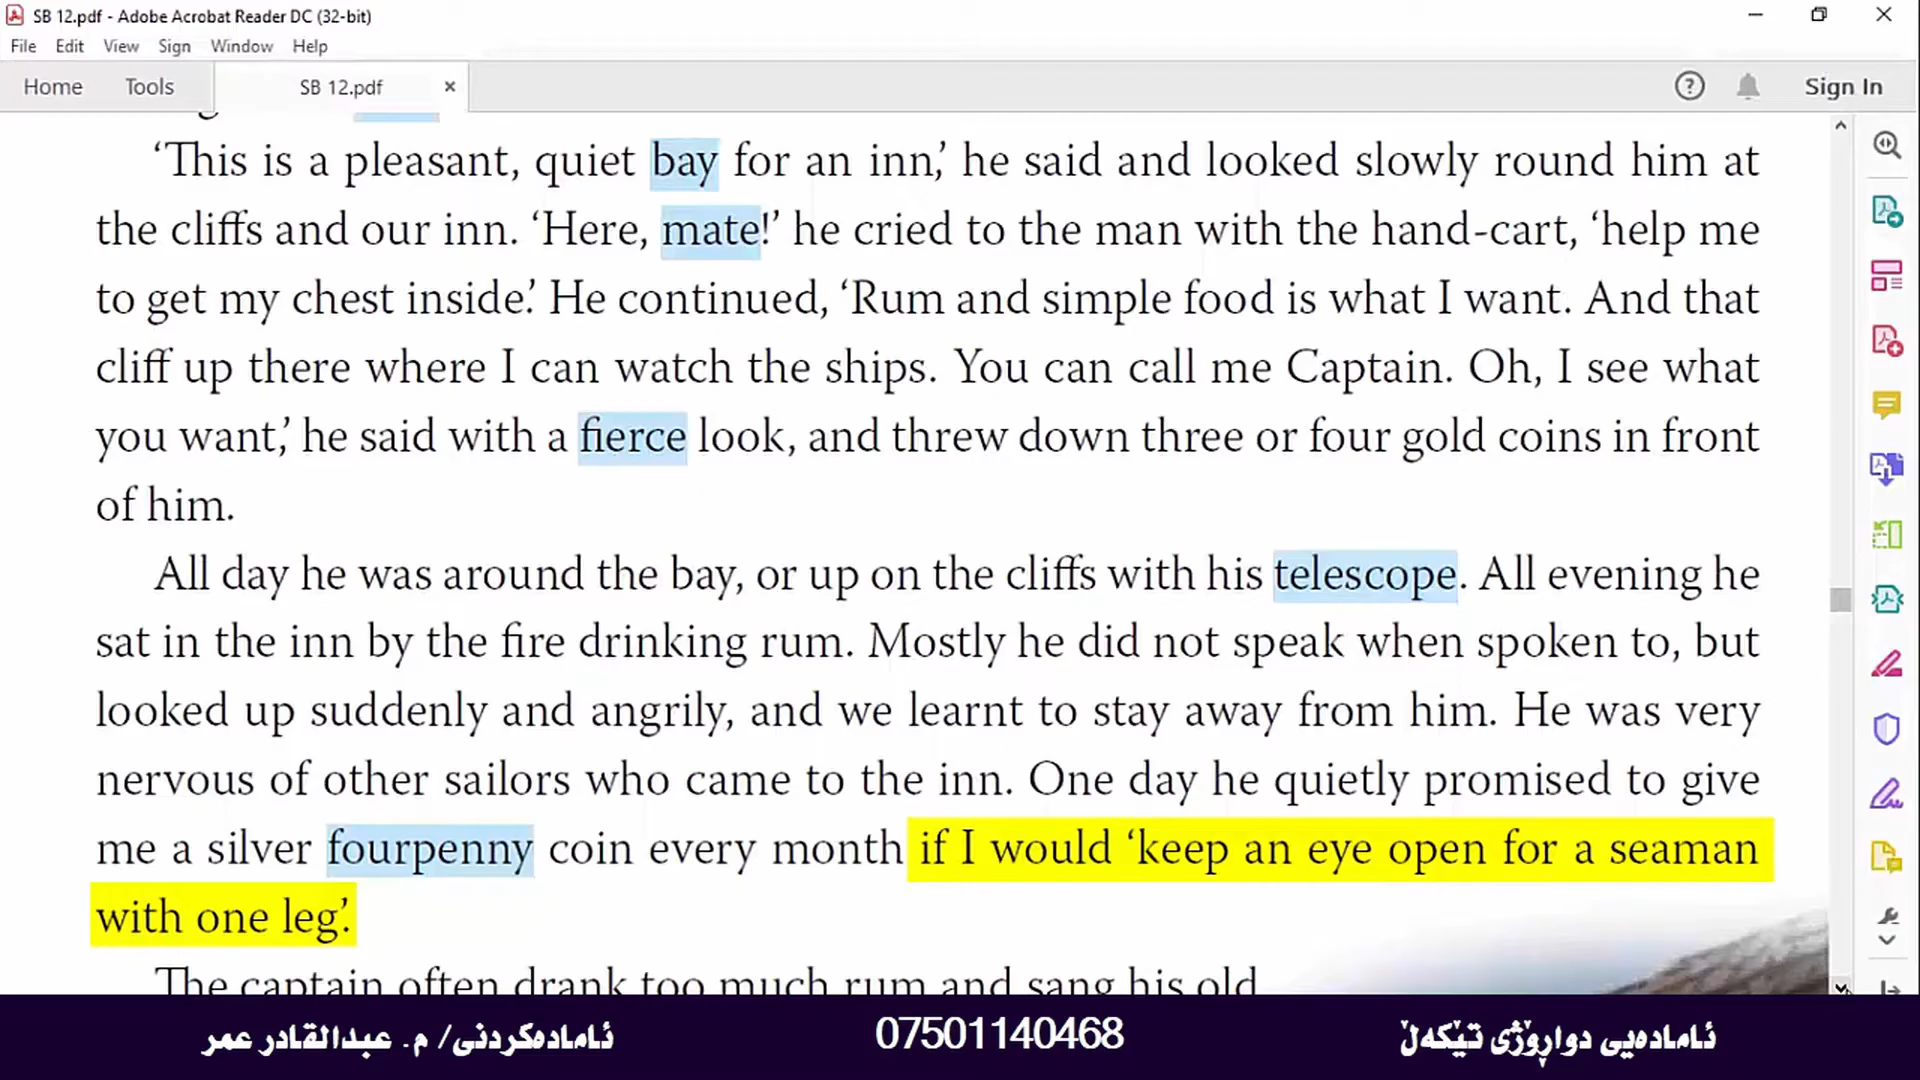 SB 12.pdf - Adobe Acrobat Reader DC (32-bit)
File Edit View Sign Window Help
Home Tools SB 12.pdf × Sign In
‘This is a pleasant, quiet bay for an inn,’ he said and looked slowly round him at
the cliffs and our inn. ‘Here, mate!’ he cried to the man with the hand-cart, ‘help me
to get my chest inside.’ He continued, ‘Rum and simple food is what I want. And that
cliff up there where I can watch the ships. You can call me Captain. Oh, I see what
you want,’ he said with a fierce look, and threw down three or four gold coins in front
of him.
All day he was around the bay, or up on the cliffs with his telescope. All evening he
sat in the inn by the fire drinking rum. Mostly he did not speak when spoken to, but
looked up suddenly and angrily, and we learnt to stay away from him. He was very
nervous of other sailors who came to the inn. One day he quietly promised to give
me a silver fourpenny coin every month if I would ‘keep an eye open for a seaman
with one leg’.
The captain often drank too much rum and sang his old
ئامادەیی دواڕۆژی تێکەڵ 07501140468 ئامادەکردنی/ م. عبدالقادر عمر